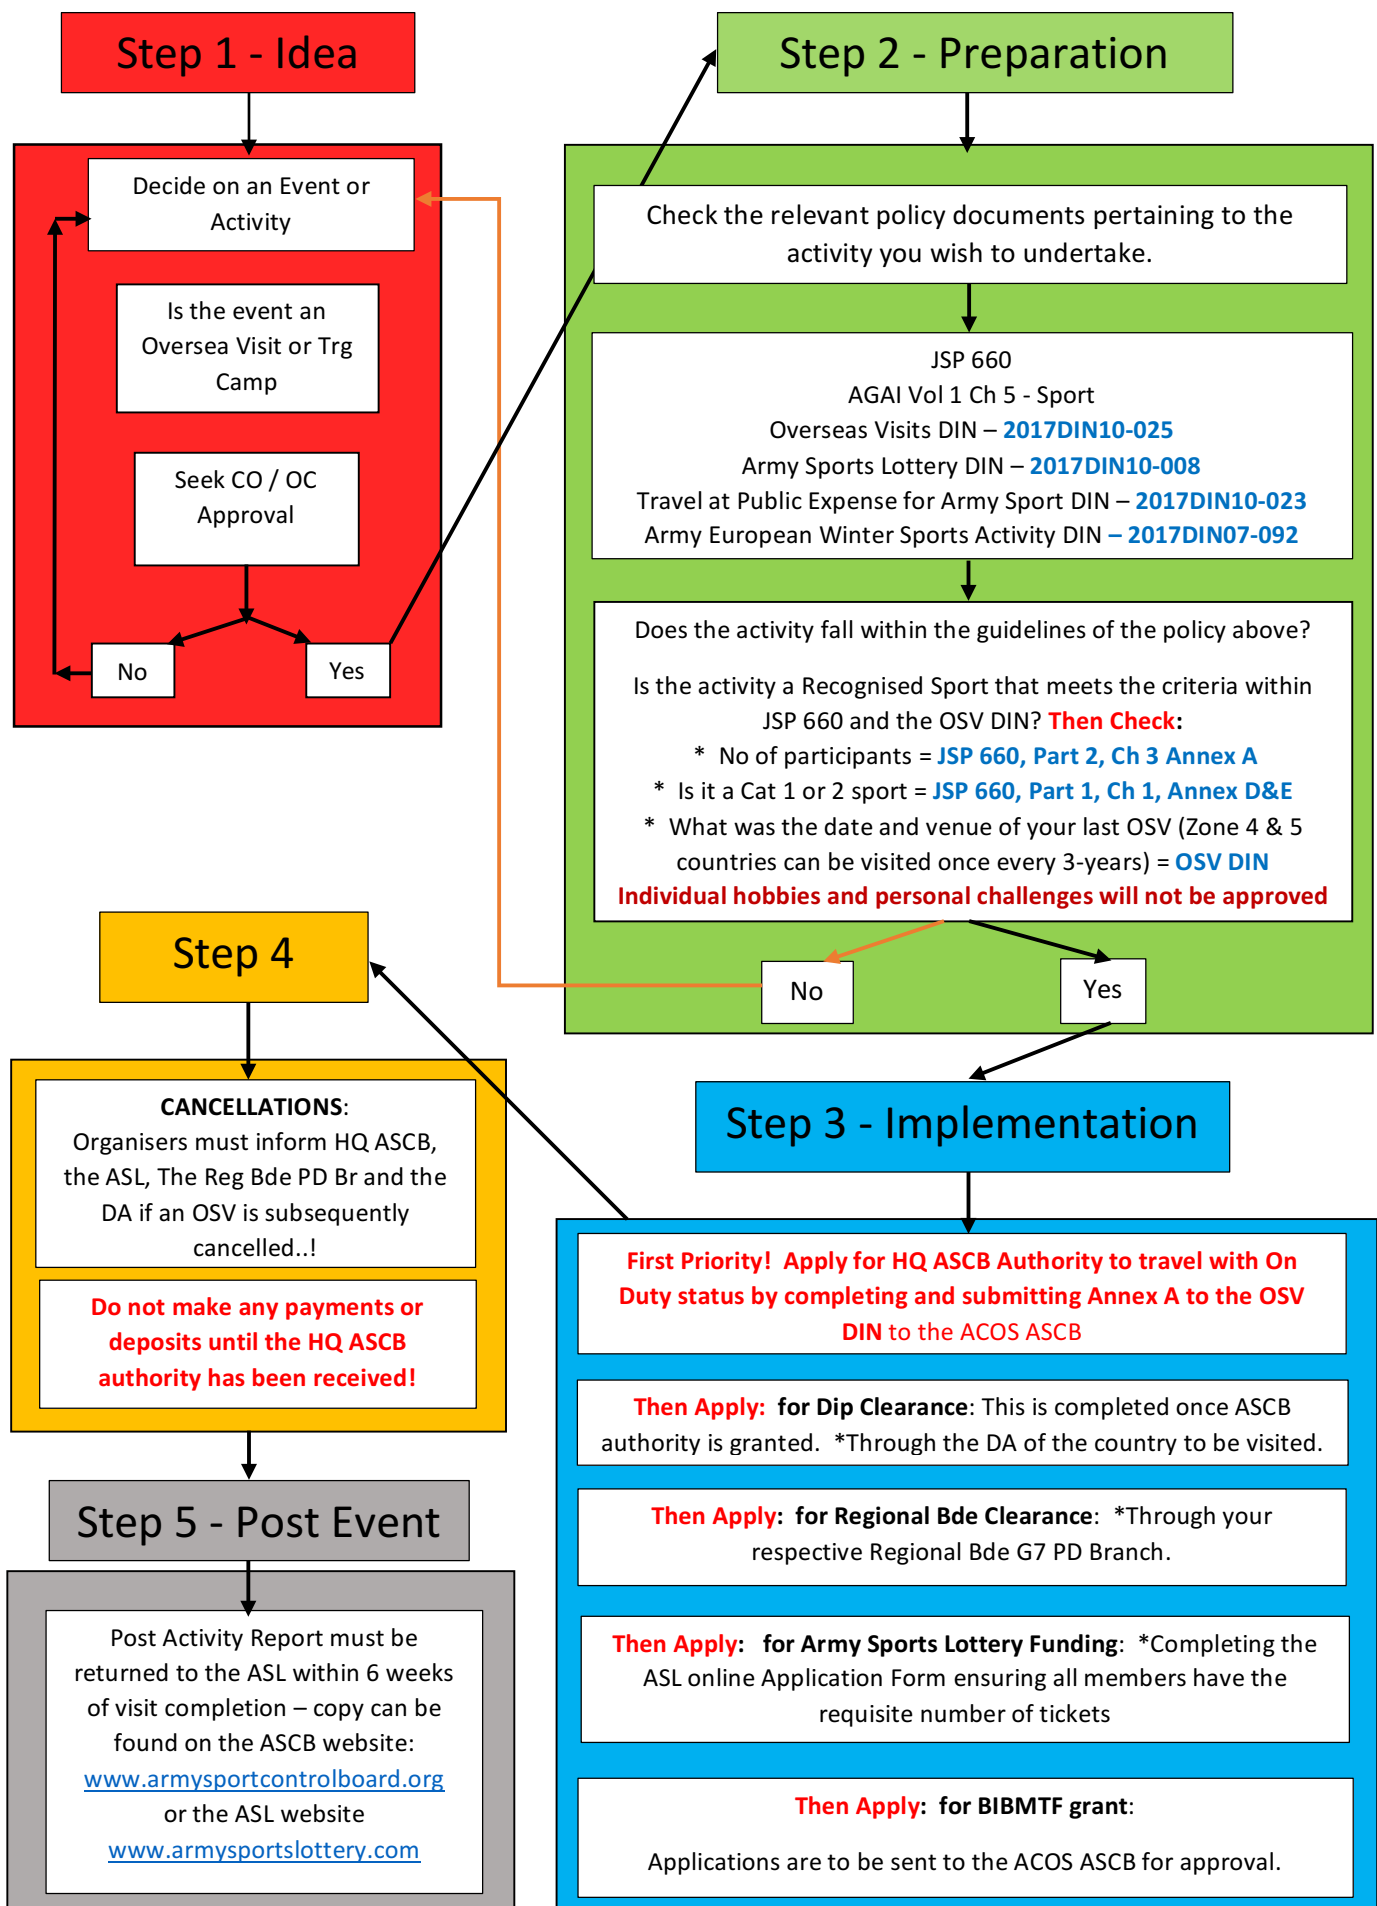 Step 1 - Idea
Decide on an Event or
Activity
Is the event an
Oversea Visit or Trg
Camp
Seek CO / OC
Approval
No
Yes
Step 2 - Preparation
Check the relevant policy documents pertaining to the
activity you wish to undertake.
JSP 660
AGAI Vol 1 Ch 5 - Sport
Overseas Visits DIN – 2017DIN10-025
Army Sports Lottery DIN – 2017DIN10-008
Travel at Public Expense for Army Sport DIN – 2017DIN10-023
Army European Winter Sports Activity DIN – 2017DIN07-092
Does the activity fall within the guidelines of the policy above?
Is the activity a Recognised Sport that meets the criteria within
JSP 660 and the OSV DIN? Then Check:
* No of participants = JSP 660, Part 2, Ch 3 Annex A
* Is it a Cat 1 or 2 sport = JSP 660, Part 1, Ch 1, Annex D&E
* What was the date and venue of your last OSV (Zone 4 & 5
countries can be visited once every 3-years) = OSV DIN
Individual hobbies and personal challenges will not be approved
No
Yes
Step 3 - Implementation
First Priority! Apply for HQ ASCB Authority to travel with On
Duty status by completing and submitting Annex A to the OSV
DIN to the ACOS ASCB
Then Apply: for Dip Clearance: This is completed once ASCB
authority is granted. *Through the DA of the country to be visited.
Then Apply: for Regional Bde Clearance: *Through your
respective Regional Bde G7 PD Branch.
Then Apply: for Army Sports Lottery Funding: *Completing the
ASL online Application Form ensuring all members have the
requisite number of tickets
Then Apply: for BIBMTF grant:
Applications are to be sent to the ACOS ASCB for approval.
Step 4
CANCELLATIONS:
Organisers must inform HQ ASCB,
the ASL, The Reg Bde PD Br and the
DA if an OSV is subsequently
cancelled..!
Do not make any payments or
deposits until the HQ ASCB
authority has been received!
Step 5 - Post Event
Post Activity Report must be
returned to the ASL within 6 weeks
of visit completion – copy can be
found on the ASCB website:
www.armysportcontrolboard.org
or the ASL website
www.armysportslottery.com